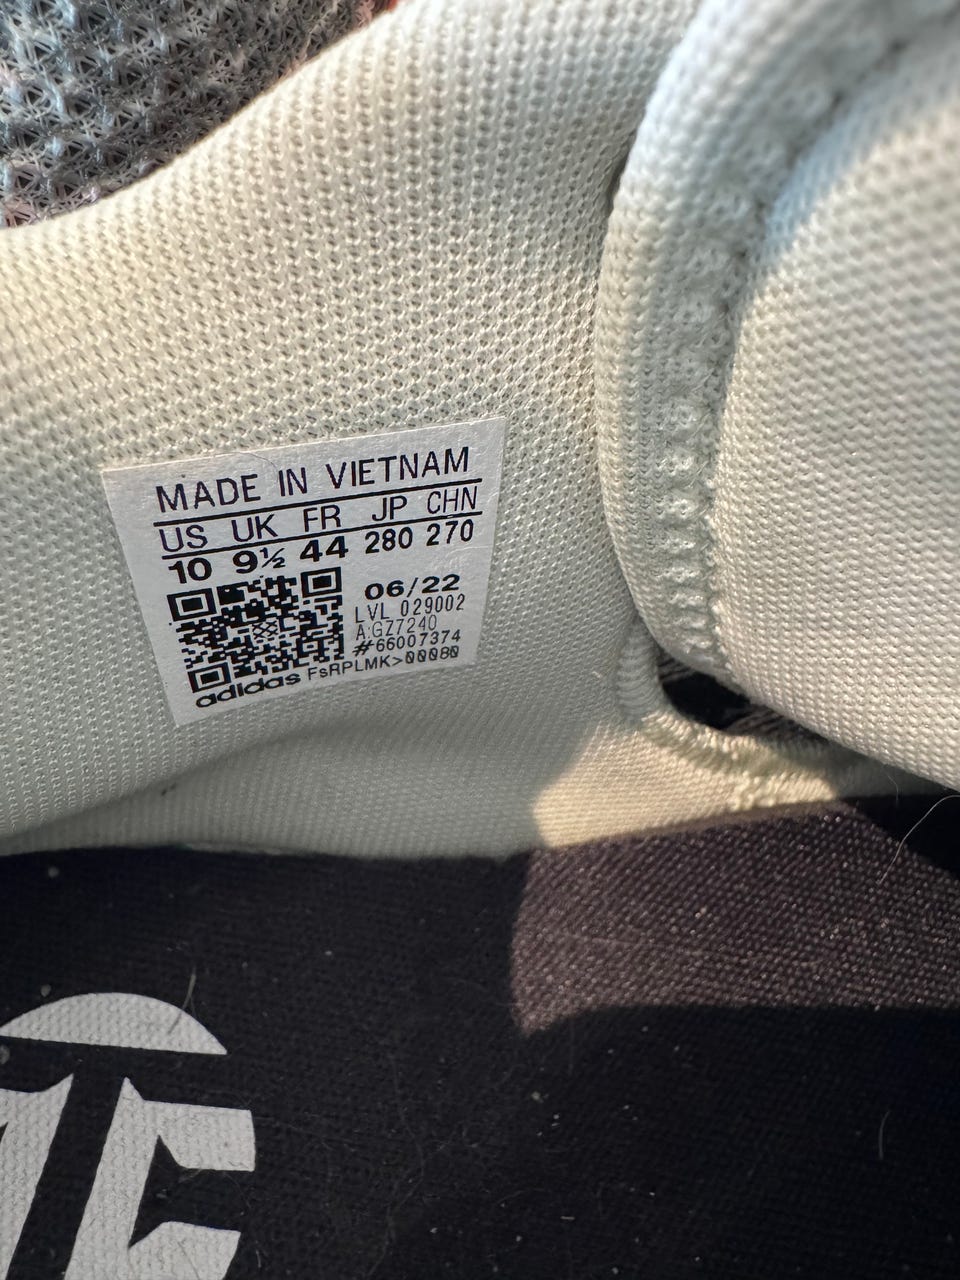 MADE IN VIETNAM
US UK FR JP CHN
10 9½ 44 280 270
06/22
LVL 029002
A:GZ7240
#66007374
adidas FsRPLMK>00080